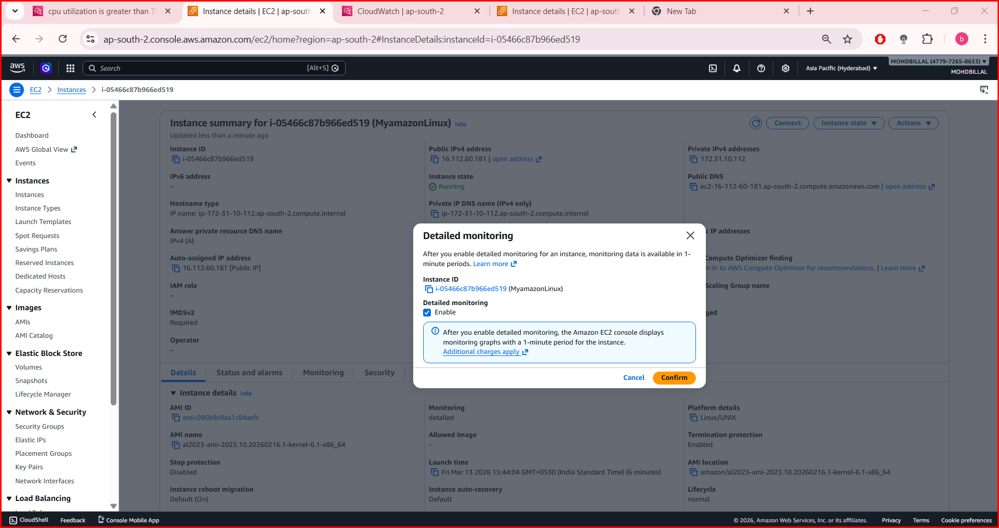 cpu utilization is greater than 70
Instance details | EC2 | ap-south
CloudWatch | ap-south-2
Instance details | EC2 | ap-south
New Tab
ap-south-2.console.aws.amazon.com/ec2/home?region=ap-south-2#InstanceDetails:instanceId=i-05466c87b966ed519
b
aws
Search
[Alt+S]
Asia Pacific (Hyderabad)
MOHDBILLAL (4779-7265-8633)
MOHDBILLAL
EC2
Instances
i-05466c87b966ed519
EC2
Dashboard
AWS Global View
Events
Instances
Instances
Instance Types
Launch Templates
Spot Requests
Savings Plans
Reserved Instances
Dedicated Hosts
Capacity Reservations
Images
AMIs
AMI Catalog
Elastic Block Store
Volumes
Snapshots
Lifecycle Manager
Network & Security
Security Groups
Elastic IPs
Placement Groups
Key Pairs
Network Interfaces
Load Balancing
Instance summary for i-05466c87b966ed519 (MyamazonLinux) Info
Updated less than a minute ago
Connect
Instance state
Actions
Instance ID
i-05466c87b966ed519
Public IPv4 address
16.112.60.181 | open address
Private IPv4 addresses
172.31.10.112
IPv6 address
–
Instance state
Running
Public DNS
ec2-16-112-60-181.ap-south-2.compute.amazonaws.com | open address
Hostname type
IP name: ip-172-31-10-112.ap-south-2.compute.internal
Private IP DNS name (IPv4 only)
ip-172-31-10-112.ap-south-2.compute.internal
Answer private resource DNS name
IPv4 (A)
IP addresses
Auto-assigned IP address
16.112.60.181 [Public IP]
Compute Optimizer finding
to AWS Compute Optimizer for recommendations. | Learn more
IAM role
–
Scaling Group name
IMDSv2
Required
Operator
–
Detailed monitoring
After you enable detailed monitoring for an instance, monitoring data is available in 1-
minute periods. Learn more
Instance ID
i-05466c87b966ed519 (MyamazonLinux)
Detailed monitoring
Enable
After you enable detailed monitoring, the Amazon EC2 console displays
monitoring graphs with a 1-minute period for the instance.
Additional charges apply
Cancel
Confirm
Details
Status and alarms
Monitoring
Security
Instance details Info
AMI ID
ami-090b9c8aa1c84aefc
Monitoring
detailed
Platform details
Linux/UNIX
AMI name
al2023-ami-2023.10.20260216.1-kernel-6.1-x86_64
Allowed image
-
Termination protection
Enabled
Stop protection
Disabled
Launch time
Fri Mar 13 2026 15:44:04 GMT+0530 (India Standard Time) (6 minutes)
AMI location
amazon/al2023-ami-2023.10.20260216.1-kernel-6.1-x86_64
Instance reboot migration
Default (On)
Instance auto-recovery
Default
Lifecycle
normal
CloudShell
Feedback
Console Mobile App
© 2026, Amazon Web Services, Inc. or its affiliates.
Privacy
Terms
Cookie preferences